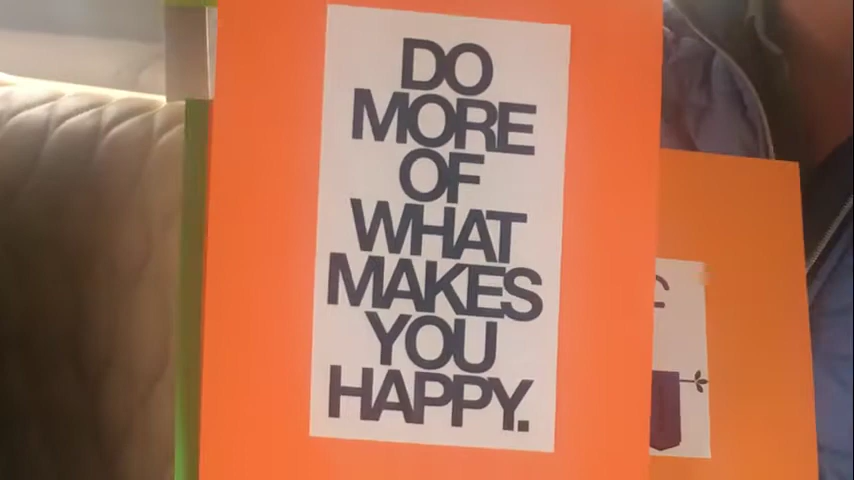 DO
MORE
OF
WHAT
MAKES
YOU
HAPPY.